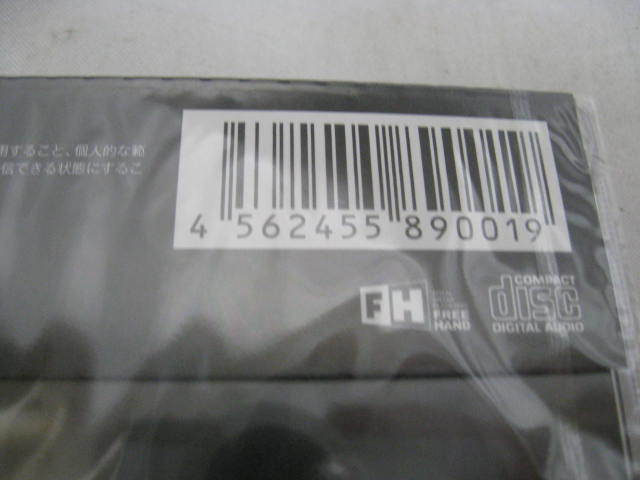 用すること、個人的な範
信できる状態にするこ
4 562455 890019
FH
FREE
HAND
COMPACT
disc
DIGITAL AUDIO